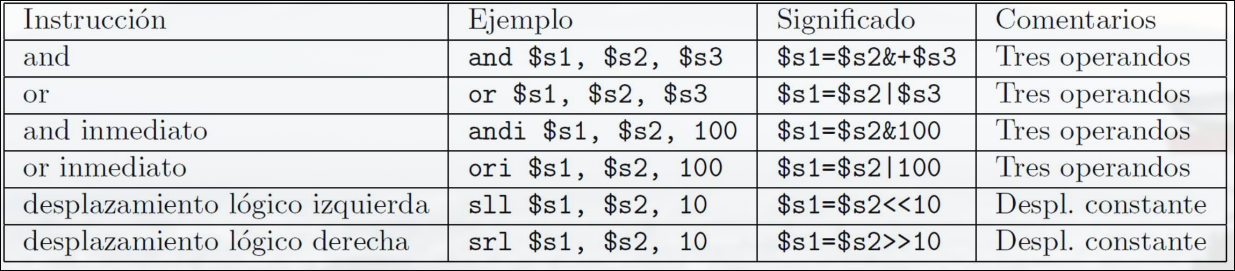 Instrucción Ejemplo Significado Comentarios
and and $s1, $s2, $s3 $s1=$s2&+$s3 Tres operandos
or or $s1, $s2, $s3 $s1=$s2|$s3 Tres operandos
and inmediato andi $s1, $s2, 100 $s1=$s2&100 Tres operandos
or inmediato ori $s1, $s2, 100 $s1=$s2|100 Tres operandos
desplazamiento lógico izquierda sll $s1, $s2, 10 $s1=$s2<<10 Despl. constante
desplazamiento lógico derecha srl $s1, $s2, 10 $s1=$s2>>10 Despl. constante